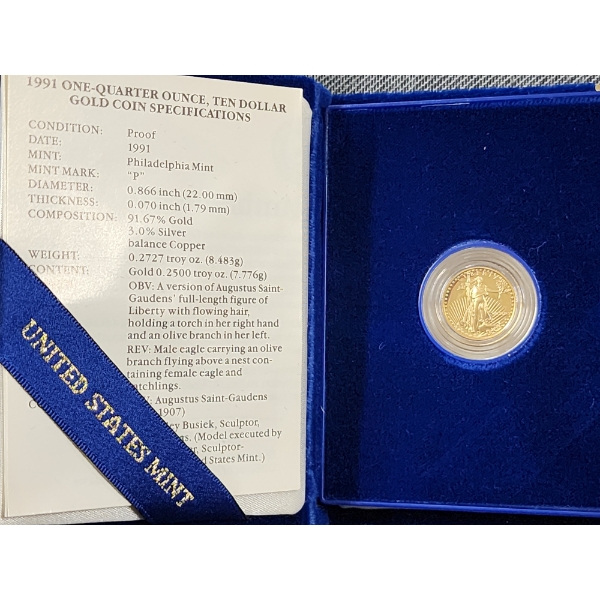 1991 ONE-QUARTER OUNCE, TEN DOLLAR
GOLD COIN SPECIFICATIONS
CONDITION: Proof
DATE: 1991
MINT: Philadelphia Mint
MINT MARK: "P"
DIAMETER: 0.866 inch (22.00 mm)
THICKNESS: 0.070 inch (1.79 mm)
COMPOSITION: 91.67% Gold
3.0% Silver
balance Copper
WEIGHT: 0.2727 troy oz. (8.483g)
CONTENT: Gold 0.2500 troy oz. (7.776g)
OBV: A version of Augustus Saint-
Gaudens' full-length figure of
Liberty with flowing hair,
holding a torch in her right hand
and an olive branch in her left.
REV: Male eagle carrying an olive
branch flying above a nest con-
taining female eagle and
hatchlings.
Augustus Saint-Gaudens
1907)
Busiek, Sculptor,
(Model executed by
Sculptor-
States Mint.)
UNITED STATES MINT